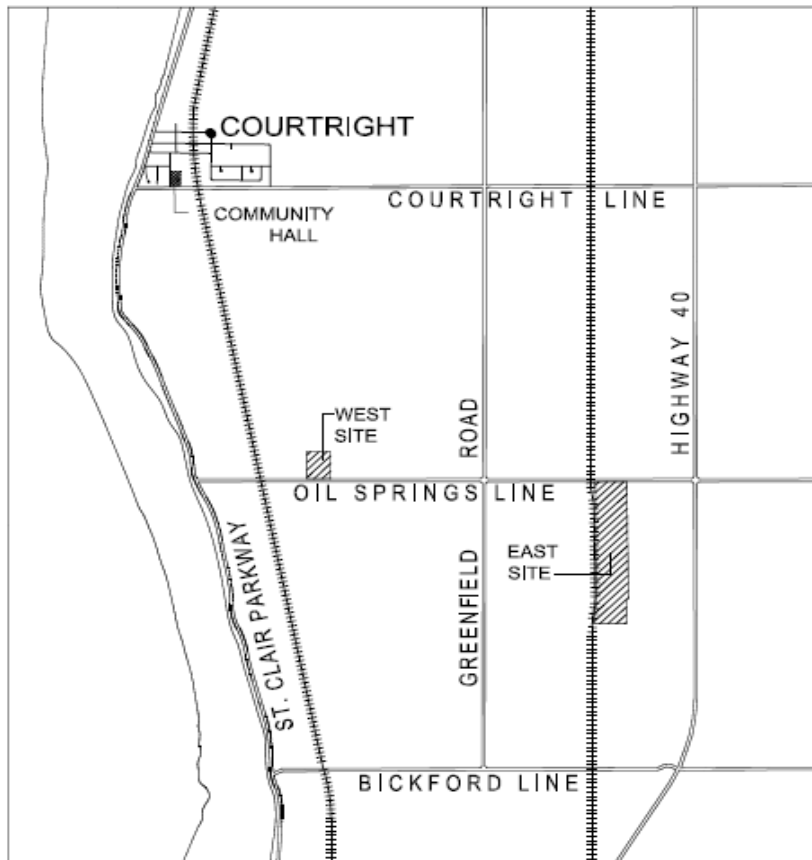 COURTRIGHT
COURTRIGHT LINE
COMMUNITY
HALL
HIGHWAY 40
WEST
SITE
ROAD
OIL SPRINGS LINE
EAST
SITE
ST. CLAIR PARKWAY
GREENFIELD
BICKFORD LINE